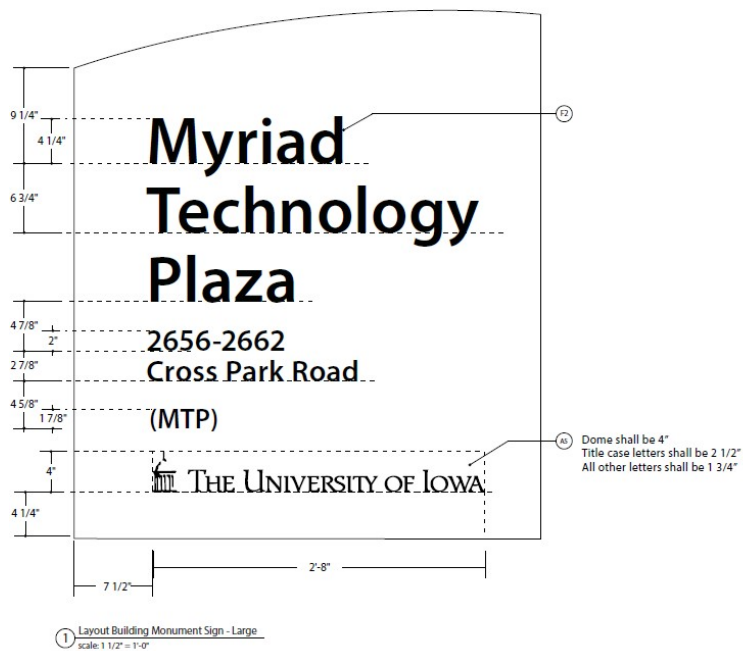 9 1/4"
4 1/4"
Myriad
F2
6 3/4"
Technology
Plaza
4 7/8"
2"
2656-2662
2 7/8"
Cross Park Road
4 5/8"
1 7/8"
(MTP)
A5
Dome shall be 4"
Title case letters shall be 2 1/2"
All other letters shall be 1 3/4"
4"
THE UNIVERSITY OF IOWA
4 1/4"
2'-8"
7 1/2"
1
Layout Building Monument Sign - Large
scale: 1 1/2" = 1'-0"